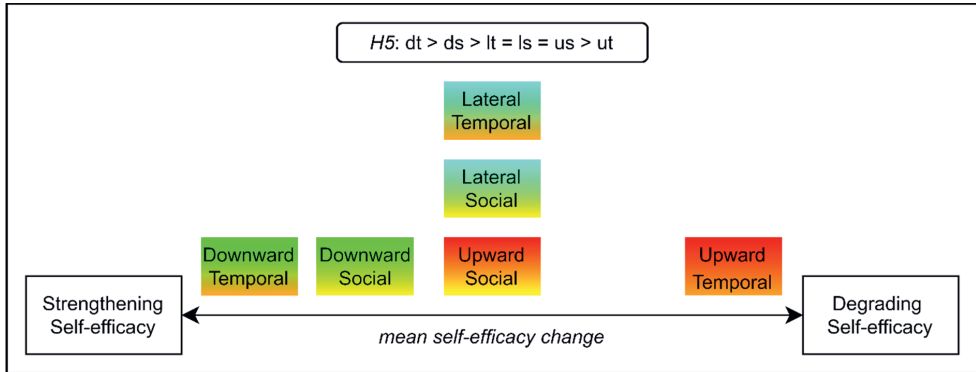 H5: dt > ds > lt = ls = us > ut
Lateral
Temporal
Lateral
Social
Downward
Temporal
Downward
Social
Upward
Social
Upward
Temporal
Strengthening
Self-efficacy
mean self-efficacy change
Degrading
Self-efficacy